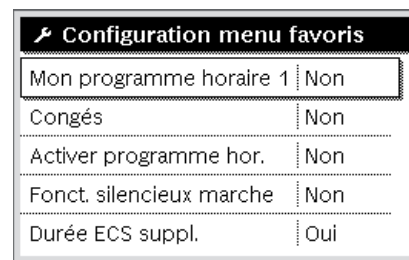 Configuration menu favoris
Mon programme horaire 1 Non
Congés Non
Activer programme hor. Non
Fonct. silencieux marche Non
Durée ECS suppl. Oui